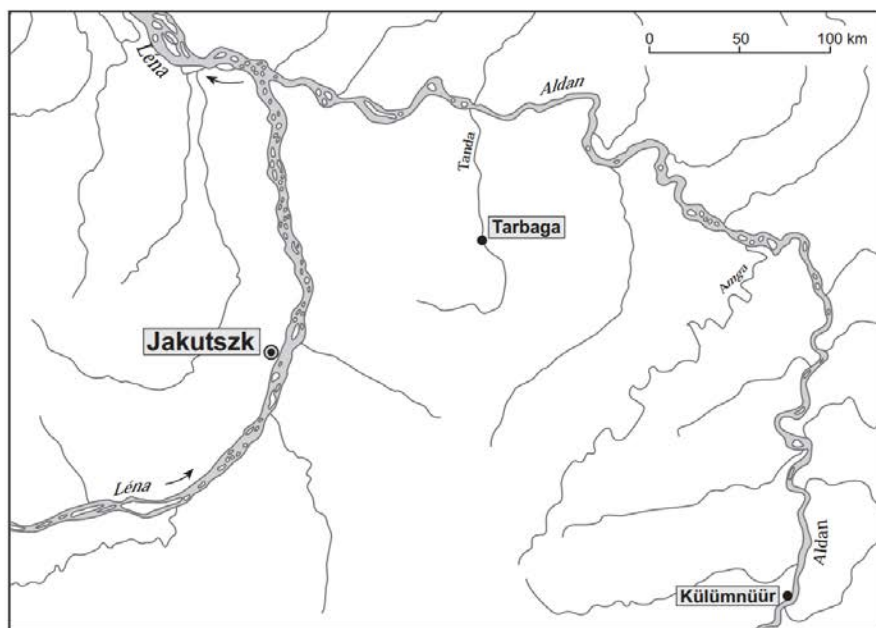 Léna
0 50 100 km
Aldan
Tanda
Tarbaga
Amga
Jakutszk
Léna
Aldan
Külümnüür